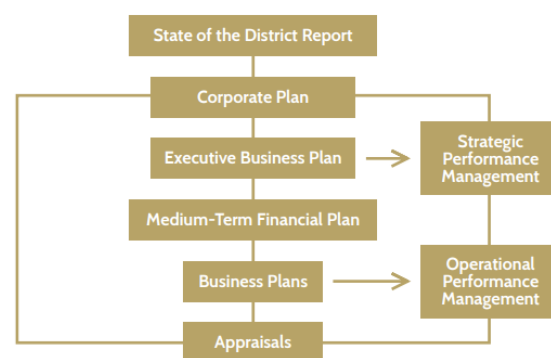 State of the District Report
Corporate Plan
Executive Business Plan
Strategic
Performance
Management
Medium-Term Financial Plan
Business Plans
Operational
Performance
Management
Appraisals